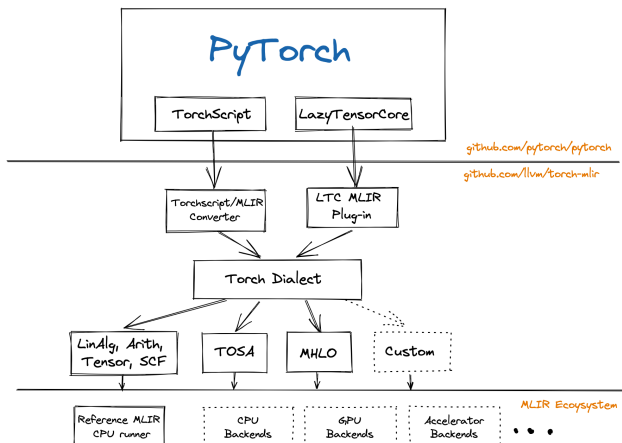 PyTorch
TorchScript
LazyTensorCore
github.com/pytorch/pytorch
github.com/llvm/torch-mlir
Torchscript/MLIR
Converter
LTC MLIR
Plug-in
Torch Dialect
LinAlg, Arith,
Tensor, SCF
TOSA
MHLO
Custom
MLIR Ecoysystem
Reference MLIR
CPU runner
CPU
Backends
GPU
Backends
Accelerator
Backends
...